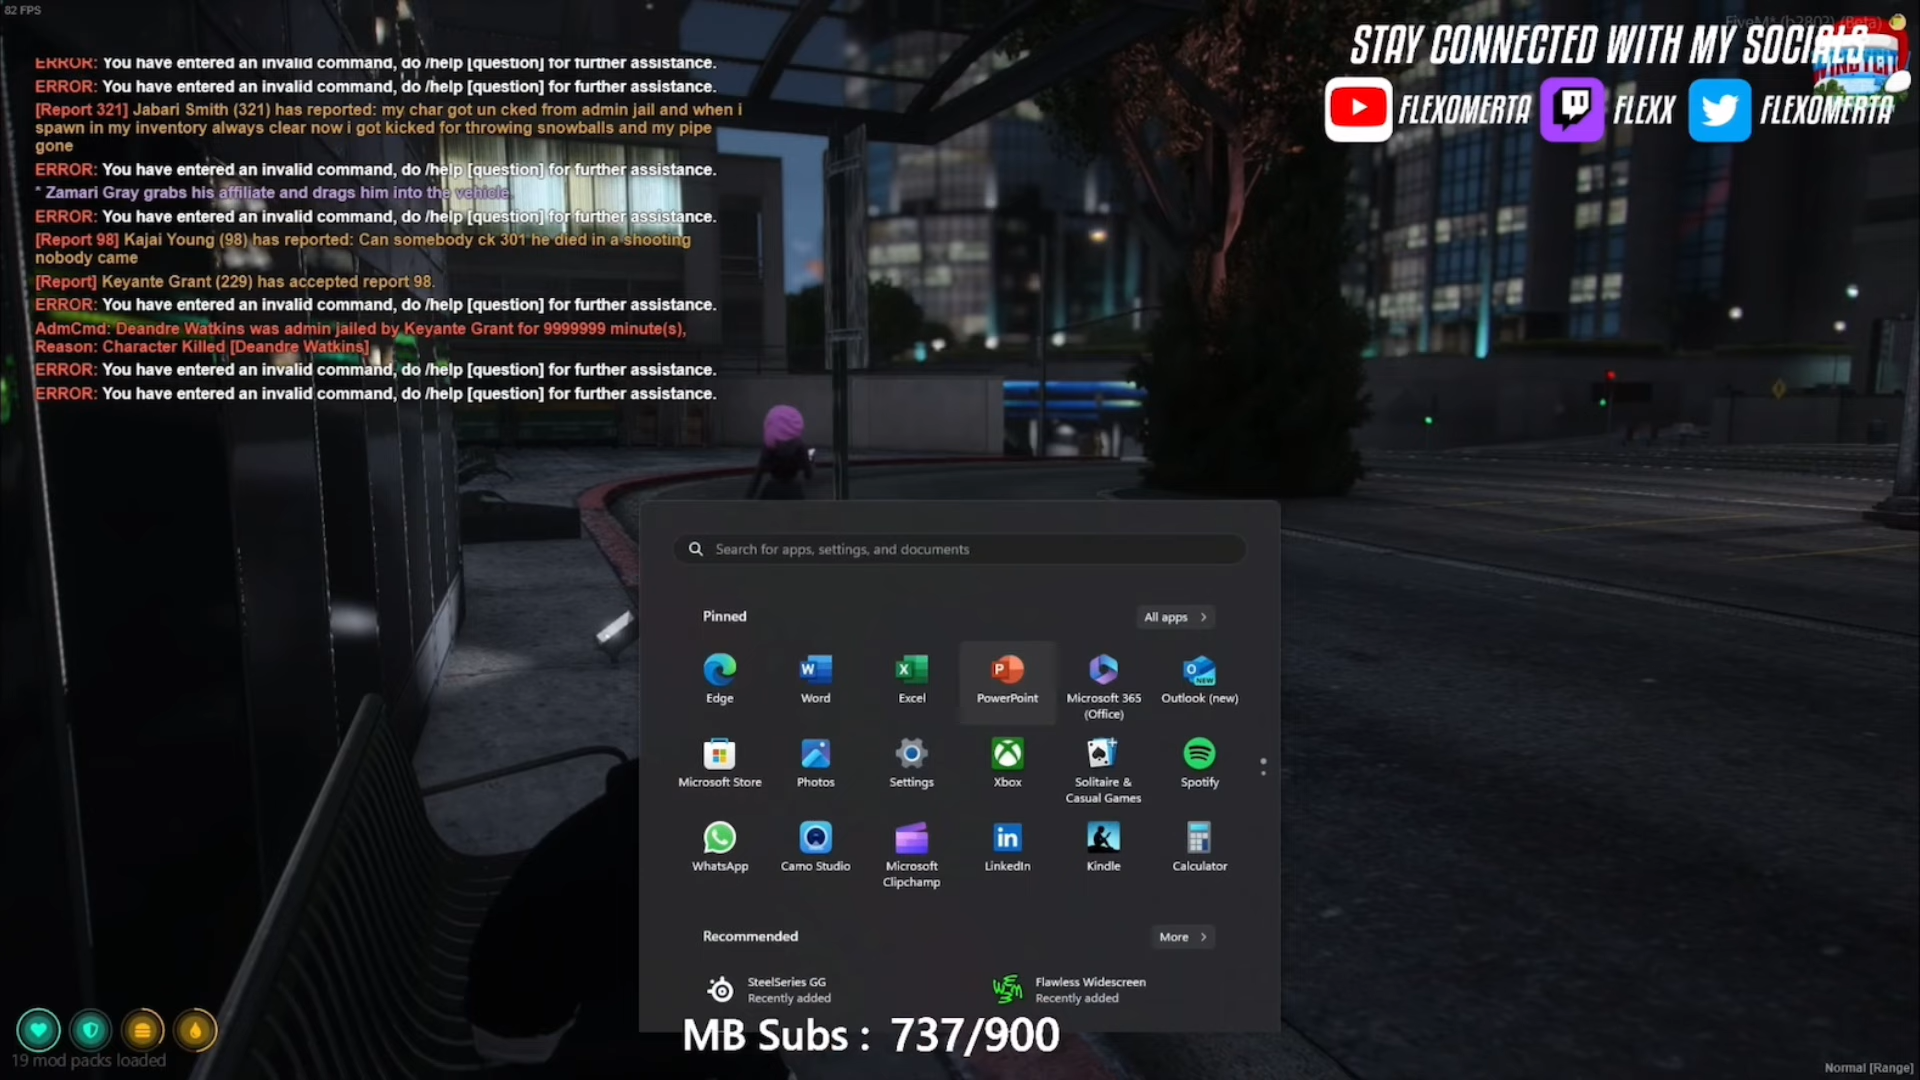 82 FPS
FiveM* (b2802) (Beta)
STAY CONNECTED WITH MY SOCIALS
FLEXOMERTA
FLEXX
FLEXOMERTA
ERROR: You have entered an invalid command, do /help [question] for further assistance.
ERROR: You have entered an invalid command, do /help [question] for further assistance.
[Report 321] Jabari Smith (321) has reported: my char got un cked from admin jail and when i
spawn in my inventory always clear now i got kicked for throwing snowballs and my pipe
gone
ERROR: You have entered an invalid command, do /help [question] for further assistance.
* Zamari Gray grabs his affiliate and drags him into the vehicle.
ERROR: You have entered an invalid command, do /help [question] for further assistance.
[Report 98] Kajai Young (98) has reported: Can somebody ck 301 he died in a shooting
nobody came
[Report] Keyante Grant (229) has accepted report 98.
ERROR: You have entered an invalid command, do /help [question] for further assistance.
AdmCmd: Deandre Watkins was admin jailed by Keyante Grant for 9999999 minute(s),
Reason: Character Killed [Deandre Watkins]
ERROR: You have entered an invalid command, do /help [question] for further assistance.
ERROR: You have entered an invalid command, do /help [question] for further assistance.
Search for apps, settings, and documents
Pinned
All apps
Edge
Word
Excel
PowerPoint
Microsoft 365
(Office)
Outlook (new)
Microsoft Store
Photos
Settings
Xbox
Solitaire &
Casual Games
Spotify
WhatsApp
Camo Studio
Microsoft
Clipchamp
LinkedIn
Kindle
Calculator
Recommended
More
SteelSeries GG
Recently added
Flawless Widescreen
Recently added
MB Subs : 737/900
19 mod packs loaded
Normal [Range]